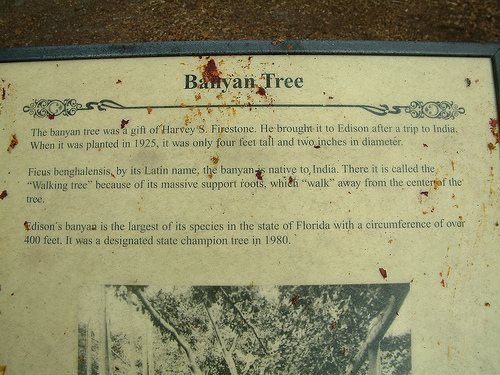 Banyan Tree
The banyan tree was a gift of Harvey S. Firestone. He brought it to Edison after a trip to India.
When it was planted in 1925, it was only four feet tall and two inches in diameter.
Ficus benghalensis, by its Latin name, the banyan is native to India. There it is called the
“Walking tree” because of its massive support roots, which “walk” away from the center of the
tree.
Edison's banyan is the largest of its species in the state of Florida with a circumference of over
400 feet. It was a designated state champion tree in 1980.